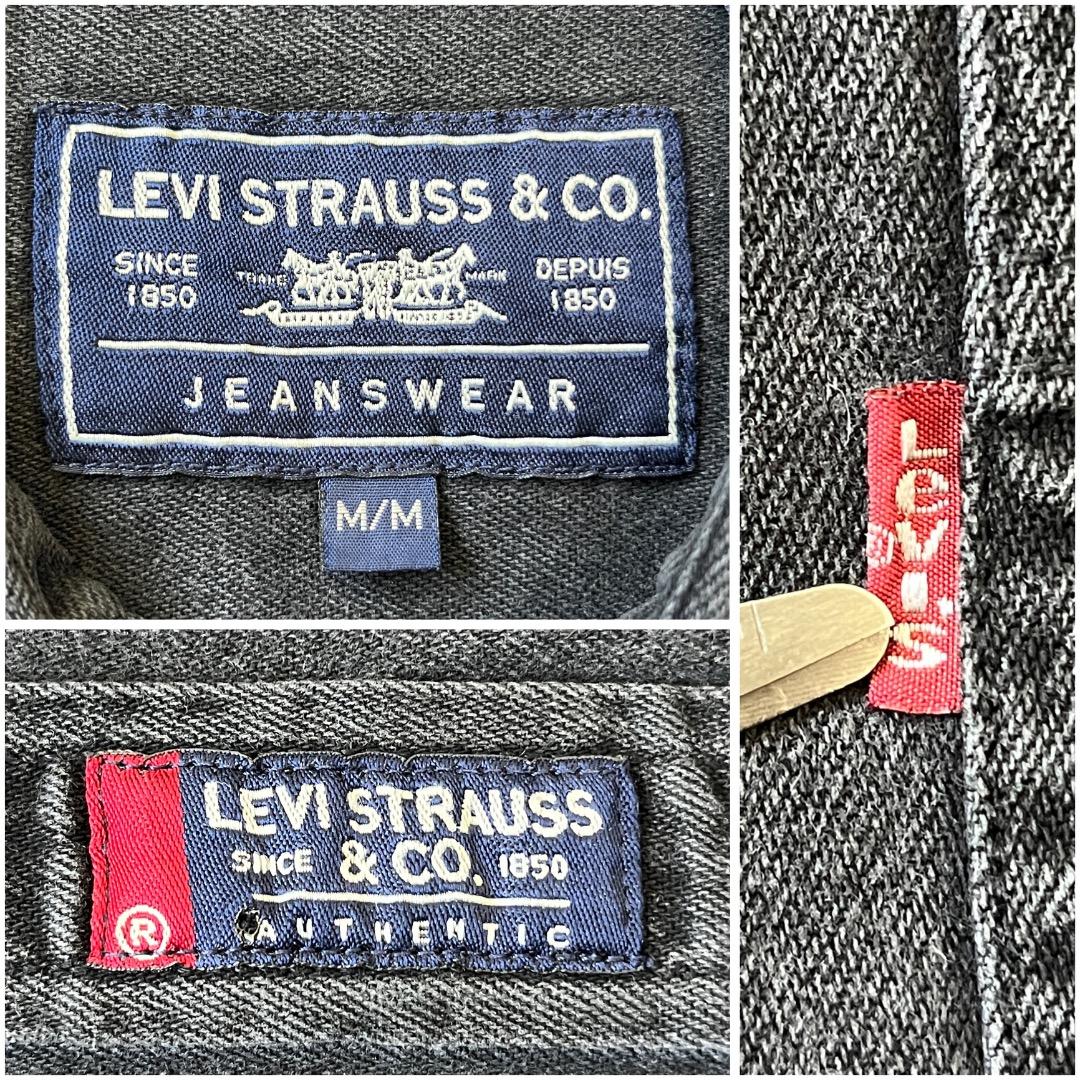 LEVI STRAUSS & CO.
SINCE
1850
TRADE MARK
DEPUIS
1850
JEANSWEAR
M/M
LEVI STRAUSS
SINCE & CO. 1850
AUTHENTIC
®
Levi's
®